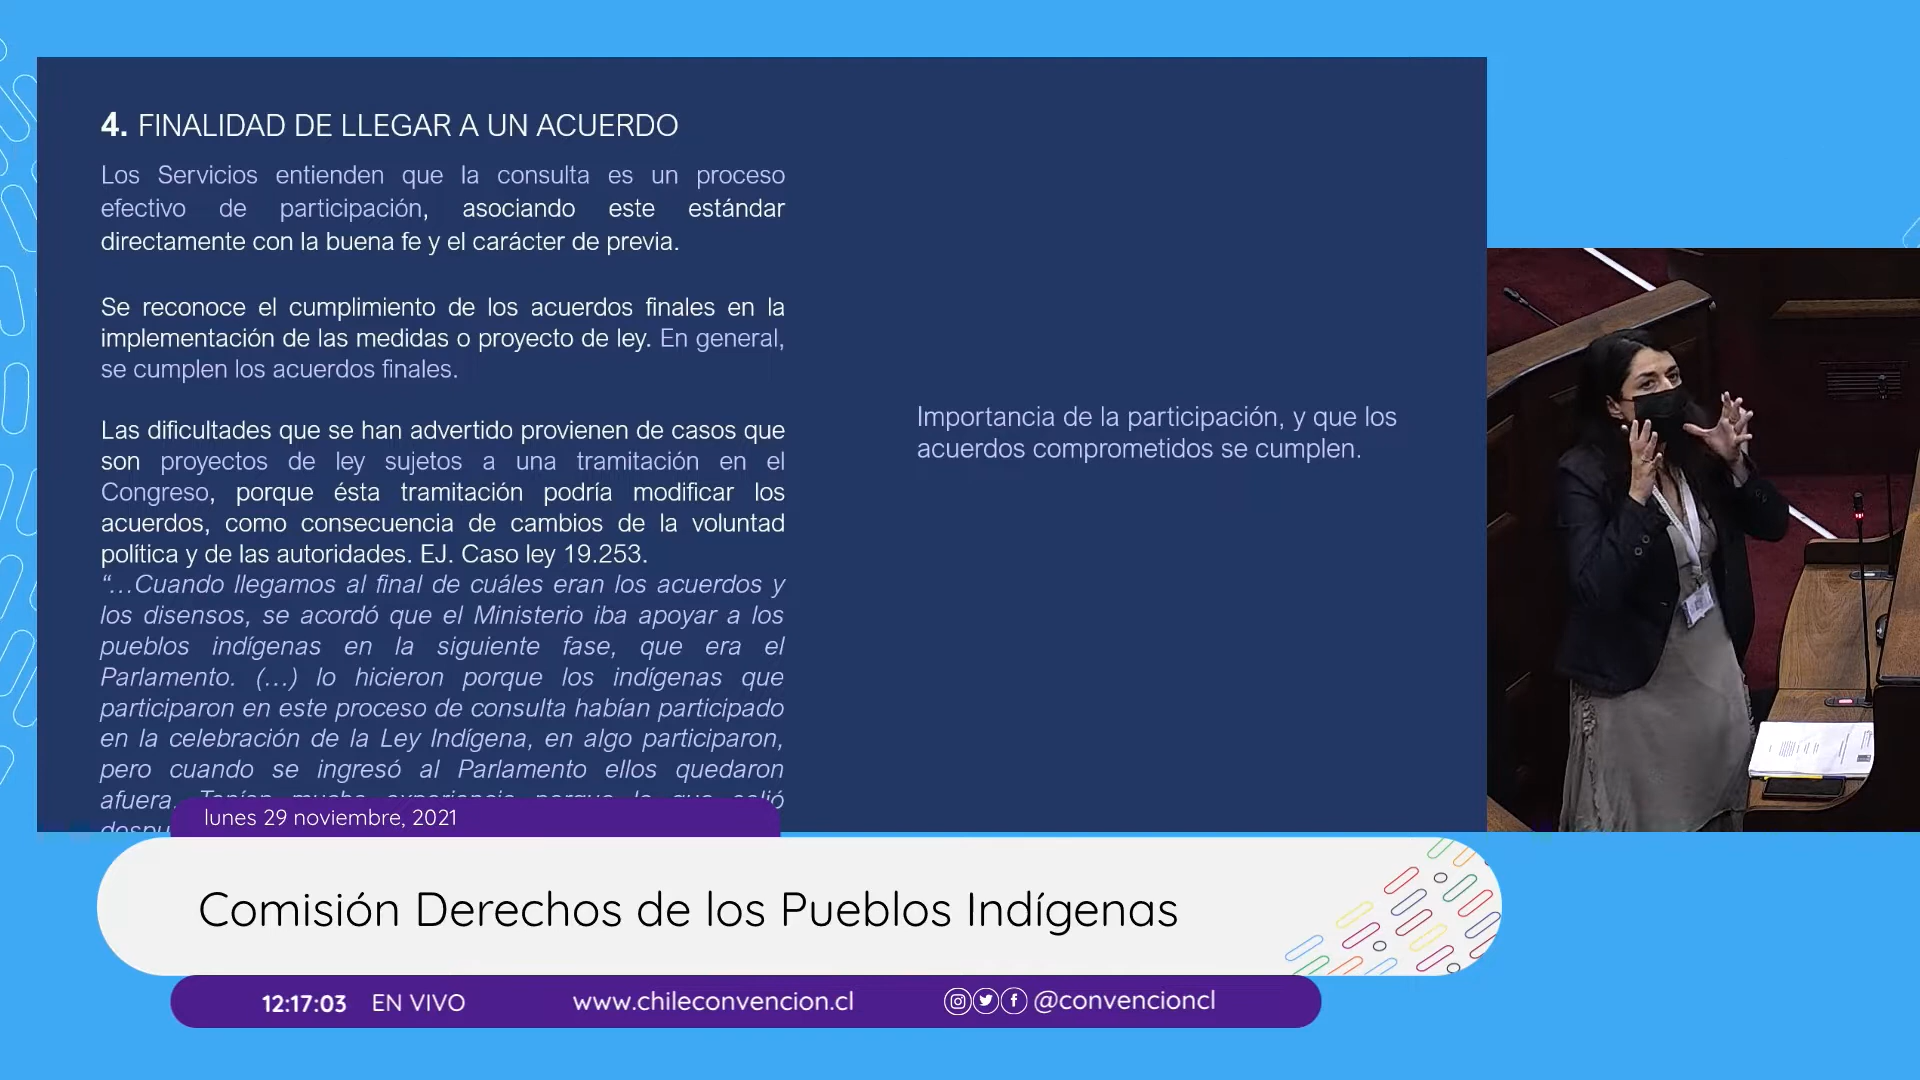 4. FINALIDAD DE LLEGAR A UN ACUERDO
Los Servicios entienden que la consulta es un proceso
efectivo de participación, asociando este estándar
directamente con la buena fe y el carácter de previa.
Se reconoce el cumplimiento de los acuerdos finales en la
implementación de las medidas o proyecto de ley. En general,
se cumplen los acuerdos finales.
Las dificultades que se han advertido provienen de casos que
son proyectos de ley sujetos a una tramitación en el
Congreso, porque ésta tramitación podría modificar los
acuerdos, como consecuencia de cambios de la voluntad
política y de las autoridades. EJ. Caso ley 19.253.
“…Cuando llegamos al final de cuáles eran los acuerdos y
los disensos, se acordó que el Ministerio iba apoyar a los
pueblos indígenas en la siguiente fase, que era el
Parlamento. (…) lo hicieron porque los indígenas que
participaron en este proceso de consulta habían participado
en la celebración de la Ley Indígena, en algo participaron,
pero cuando se ingresó al Parlamento ellos quedaron
afuera.
Importancia de la participación, y que los
acuerdos comprometidos se cumplen.
lunes 29 noviembre, 2021
Comisión Derechos de los Pueblos Indígenas
12:17:03 EN VIVO www.chileconvencion.cl @convencioncl